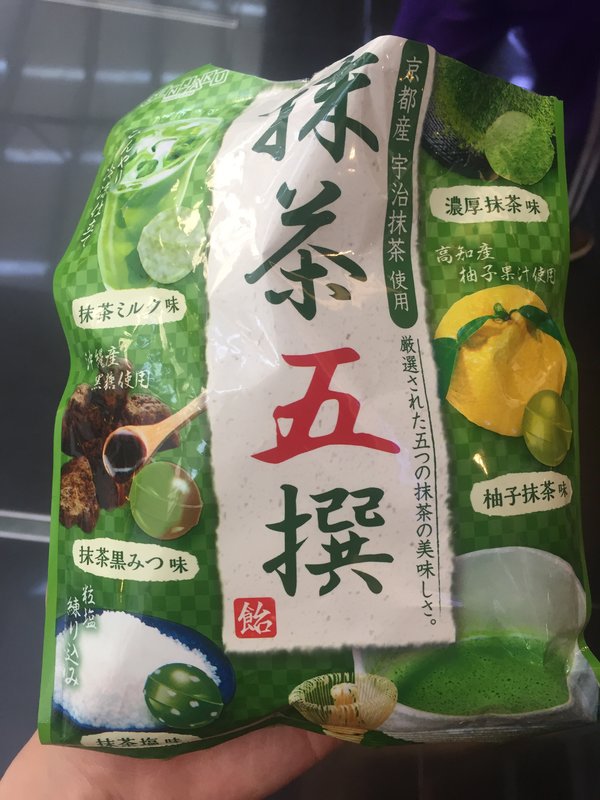 SENJAKU
抹茶五撰
京都産 宇治抹茶 使用
厳選された五つの抹茶の美味しさ。
飴
濃厚抹茶味
高知産
柚子果汁使用
柚子抹茶味
抹茶ミルク味
沖縄産
黒糖使用
抹茶黒みつ味
粒塩
練り込み
抹茶塩味